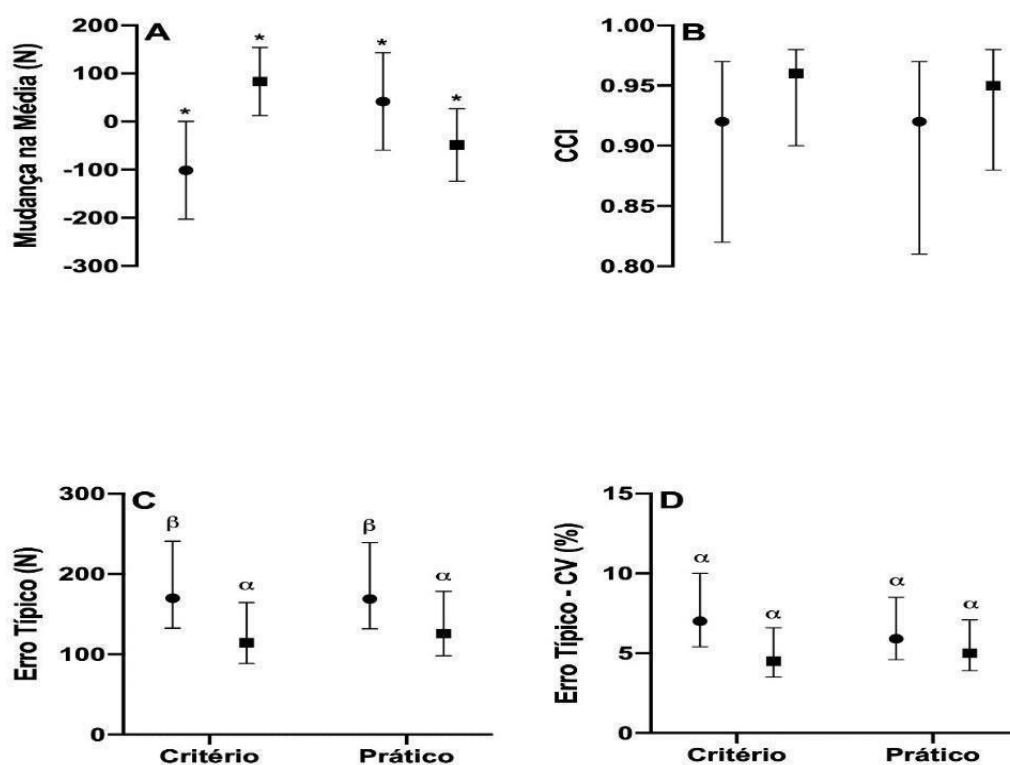 A
Mudança na Média (N)
200
100
0
-100
-200
-300
*
*
*
*
B
CCI
1.00
0.95
0.90
0.85
0.80
C
Erro Típico (N)
300
200
100
0
β
α
β
α
Critério
Prático
D
Erro Típico - CV (%)
15
10
5
0
α
α
α
α
Critério
Prático